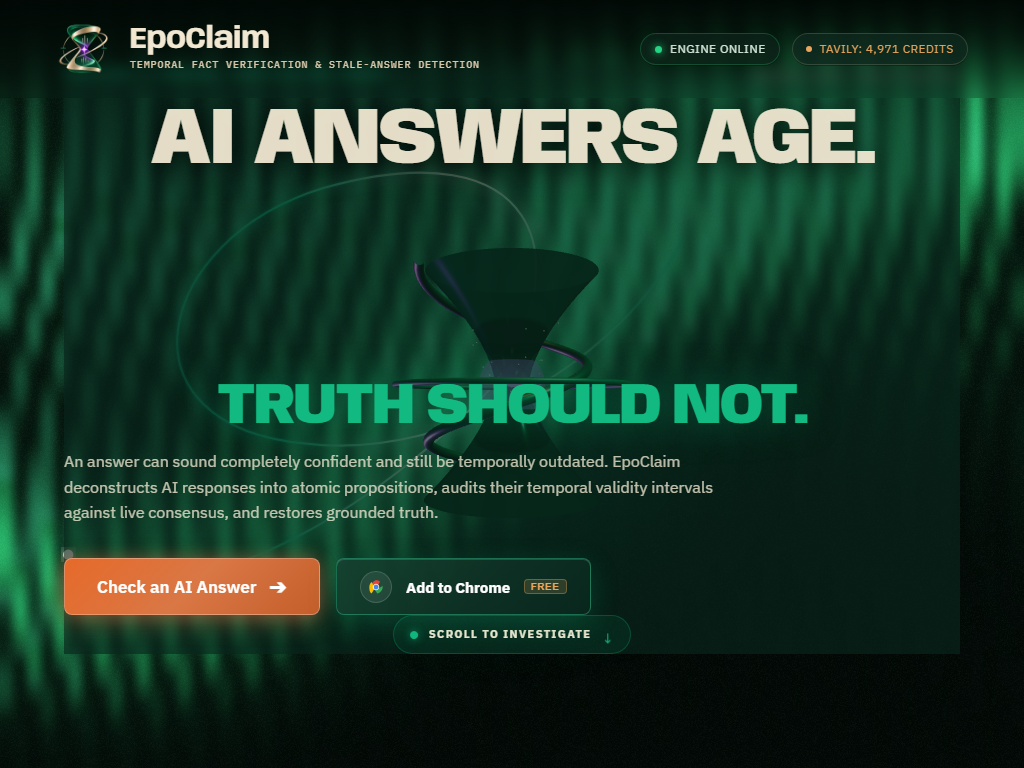 EpoClaim
TEMPORAL FACT VERIFICATION & STALE-ANSWER DETECTION
ENGINE ONLINE
TAVILY: 4,971 CREDITS
AI ANSWERS AGE.
TRUTH SHOULD NOT.
An answer can sound completely confident and still be temporally outdated. EpoClaim
deconstructs AI responses into atomic propositions, audits their temporal validity intervals
against live consensus, and restores grounded truth.
Check an AI Answer ➔
Add to Chrome FREE
SCROLL TO INVESTIGATE ↓